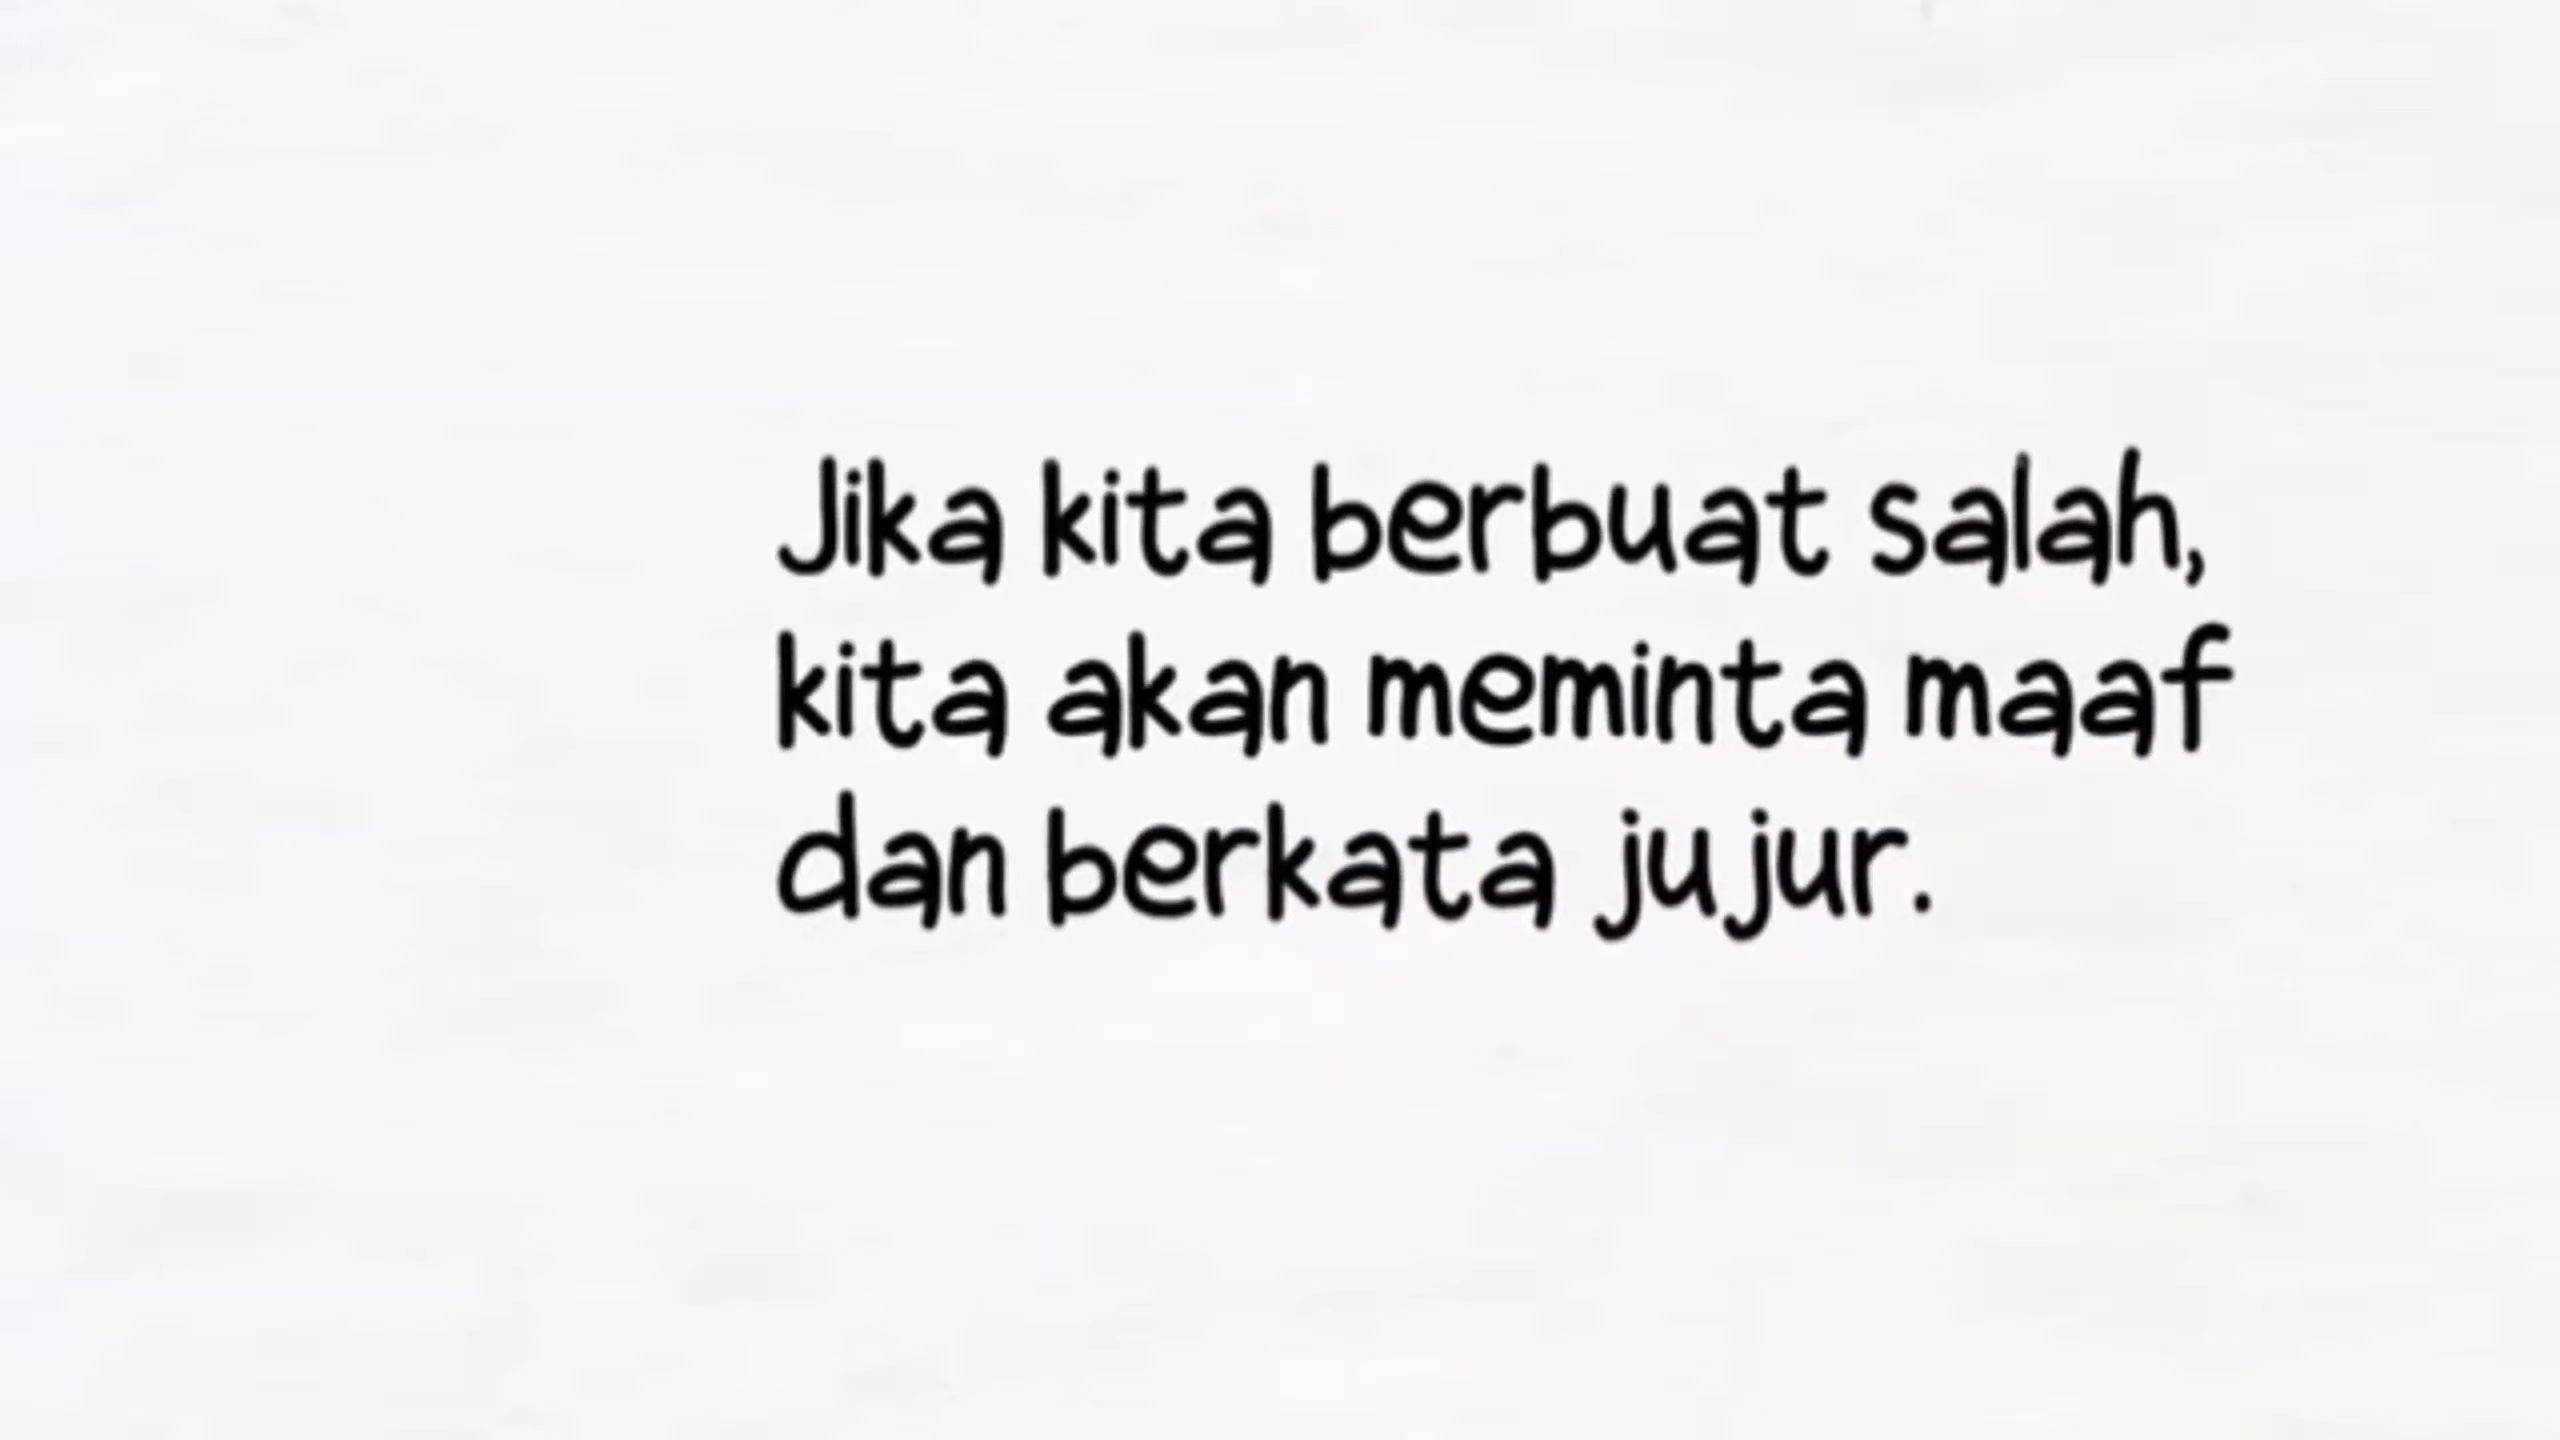 Jika kita berbuat salah,
kita akan meminta maaf
dan berkata jujur.